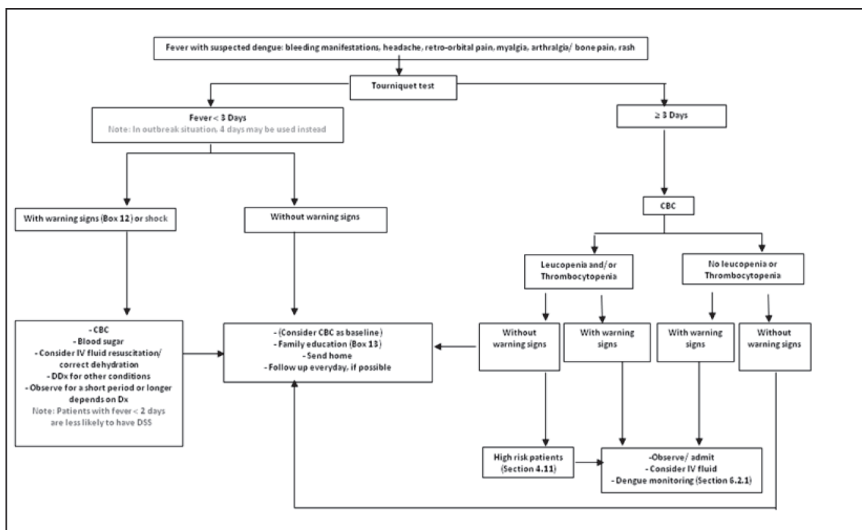 Fever with suspected dengue: bleeding manifestations, headache, retro-orbital pain, myalgia, arthralgia/ bone pain, rash
Tourniquet test
Fever < 3 Days
Note: In outbreak situation, 4 days may be used instead
≥ 3 Days
With warning signs (Box 12) or shock
Without warning signs
CBC
Leucopenia and/or
Thrombocytopenia
No leucopenia or
Thrombocytopenia
- CBC
- Blood sugar
- Consider IV fluid resuscitation/
correct dehydration
- DDx for other conditions
- Observe for a short period or longer
depends on Dx
Note: Patients with fever < 2 days
are less likely to have DSS
- (Consider CBC as baseline)
- Family education (Box 13)
- Send home
- Follow up everyday, if possible
Without
warning signs
With warning
signs
With warning
signs
Without
warning signs
High risk patients
(Section 4.11)
-Observe/ admit
- Consider IV fluid
- Dengue monitoring (Section 6.2.1)